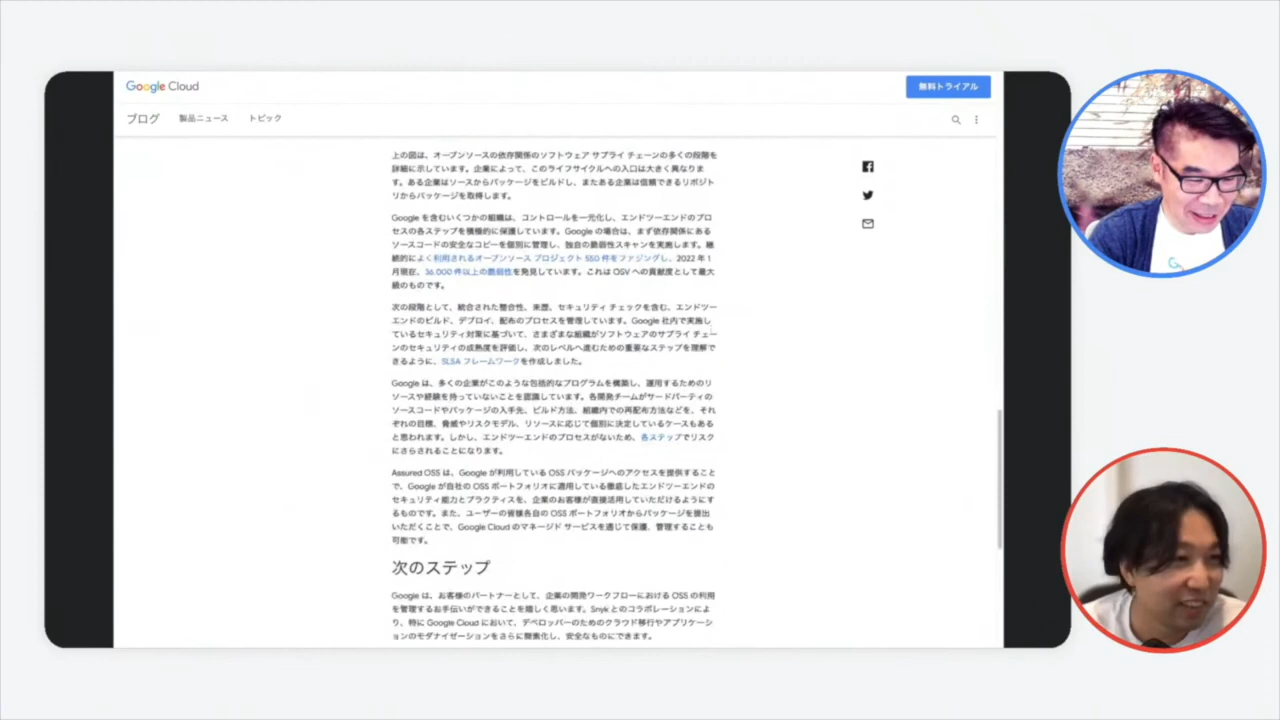 Google Cloud
無料トライアル
ブログ 製品ニュース トピック
上の図は、オープンソースの依存関係のソフトウェア サプライ チェーンの多くの段階を
詳細に示しています。企業によって、このライフサイクルへの入口は大きく異なりま
す。ある企業はソースからパッケージをビルドし、またある企業は信頼できるリポジト
リからパッケージを取得します。
Google を含むいくつかの組織は、コントロールを一元化し、エンドツーエンドのプロ
セスの各ステップを積極的に保護しています。Google の場合は、まず依存関係にある
ソースコードの安全なコピーを個別に管理し、独自の脆弱性スキャンを実施します。継
続的によく利用されるオープンソース プロジェクト 550 件をファジングし、2022 年 1
月現在、36,000 件以上の脆弱性を発見しています。これは OSV への貢献度として最大
級のものです。
次の段階として、統合された整合性、来歴、セキュリティ チェックを含む、エンドツー
エンドのビルド、デプロイ、配布のプロセスを管理しています。Google 社内で実施し
ているセキュリティ対策に基づいて、さまざまな組織がソフトウェアのサプライ チェー
ンのセキュリティの成熟度を評価し、次のレベルへ進むための重要なステップを理解で
きるように、SLSA フレームワークを作成しました。
Google は、多くの企業がこのような包括的なプログラムを構築し、運用するためのリ
ソースや経験を持っていないことを認識しています。各開発チームがサードパーティの
ソースコードやパッケージの入手先、ビルド方法、組織内での再配布方法などを、それ
ぞれの目標、脅威やリスクモデル、リソースに応じて個別に決定しているケースもある
と思われます。しかし、エンドツーエンドのプロセスがないため、各ステップでリスク
にさらされることになります。
Assured OSS は、Google が利用している OSS パッケージへのアクセスを提供すること
で、Google が自社の OSS ポートフォリオに適用している徹底したエンドツーエンドの
セキュリティ能力とプラクティスを、企業のお客様が直接活用していただけるようにす
るものです。また、ユーザーの皆様各自の OSS ポートフォリオからパッケージを提出
いただくことで、Google Cloud のマネージド サービスを通じて保護、管理することも
可能です。
次のステップ
Google は、お客様のパートナーとして、企業の開発ワークフローにおける OSS の利用
を管理するお手伝いができることを嬉しく思います。Snyk とのコラボレーションによ
り、特に Google Cloud において、デベロッパーのためのクラウド移行やアプリケーシ
ョンのモダナイゼーションをさらに簡素化し、安全なものにできます。